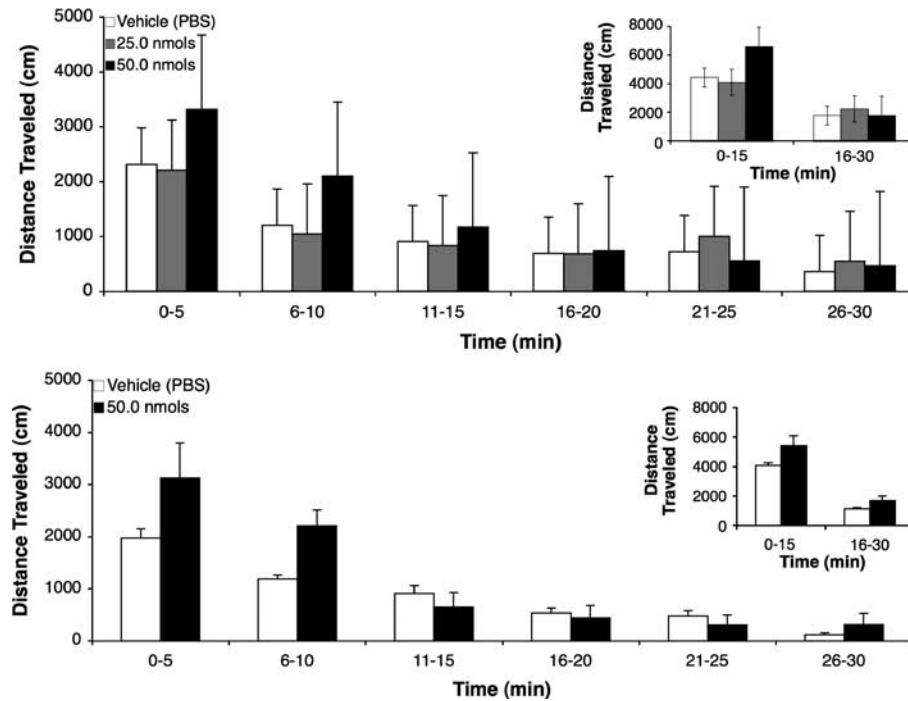 5000
4000
3000
2000
1000
0
Distance Traveled (cm)
Vehicle (PBS)
25.0 nmols
50.0 nmols
0-5
6-10
11-15
16-20
21-25
26-30
Time (min)
8000
6000
4000
2000
0
Distance
Traveled (cm)
0-15
16-30
Time (min)
5000
4000
3000
2000
1000
0
Distance Traveled (cm)
Vehicle (PBS)
50.0 nmols
0-5
6-10
11-15
16-20
21-25
26-30
Time (min)
8000
6000
4000
2000
0
Distance
Traveled (cm)
0-15
16-30
Time (min)